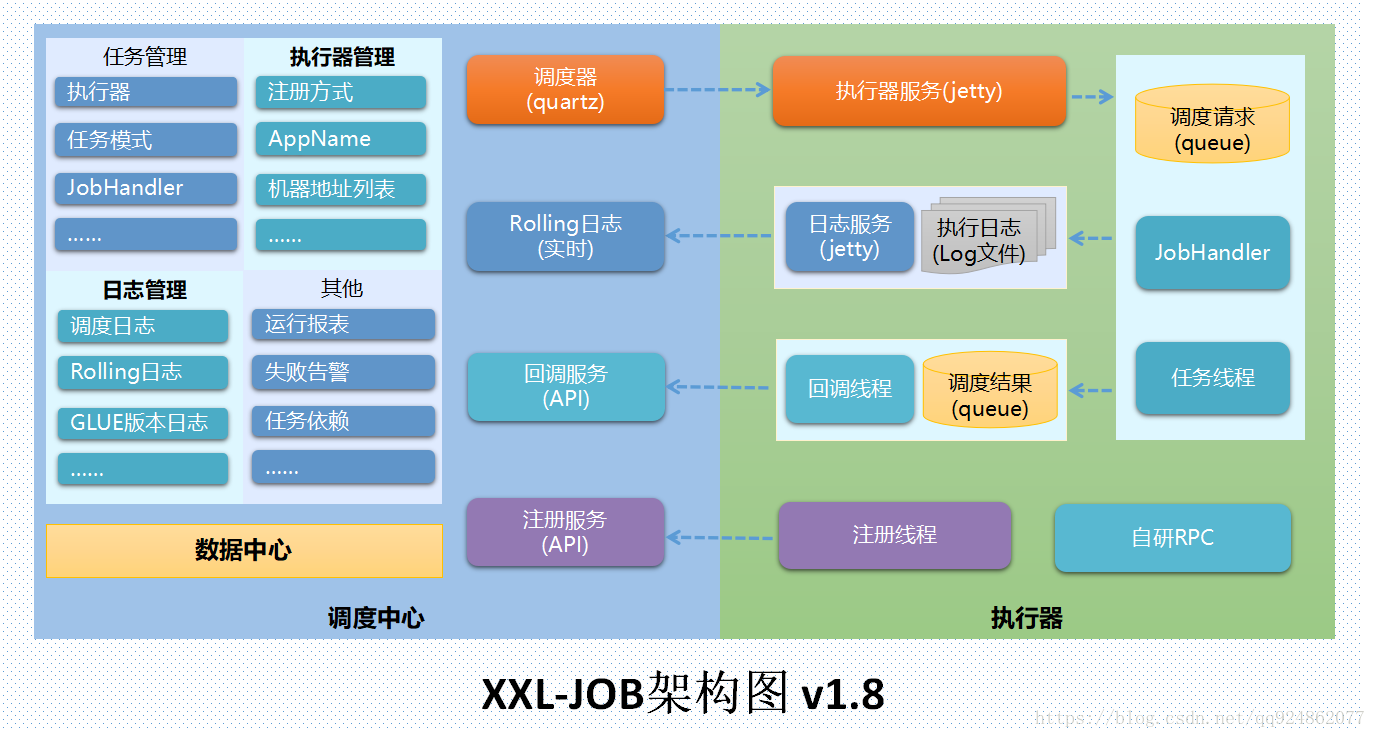 任务管理
执行器
任务模式
JobHandler
......
执行器管理
注册方式
AppName
机器地址列表
......
日志管理
调度日志
Rolling日志
GLUE版本日志
......
其他
运行报表
失败告警
任务依赖
......
数据中心
调度器
(quartz)
Rolling日志
(实时)
回调服务
(API)
注册服务
(API)
调度中心
执行器服务(jetty)
日志服务
(jetty)
执行日志
(Log文件)
回调线程
调度结果
(queue)
注册线程
调度请求
(queue)
JobHandler
任务线程
自研RPC
执行器
XXL-JOB架构图 v1.8
https://blog.csdn.net/qq924862077